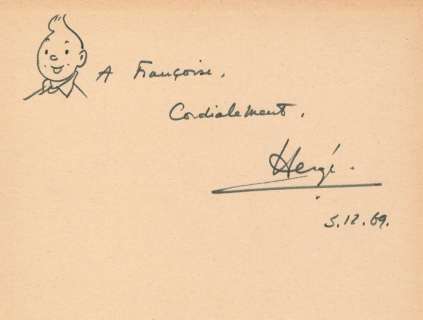 A Françoise,
Cordialement,
Hergé.
5.12.69.